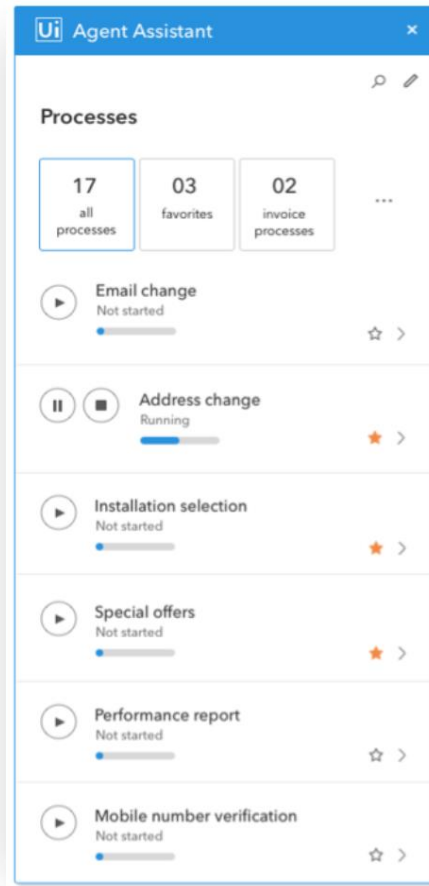 Ui Agent Assistant
Processes
17
all
processes
03
favorites
02
invoice
processes
...
Email change
Not started
Address change
Running
Installation selection
Not started
Special offers
Not started
Performance report
Not started
Mobile number verification
Not started